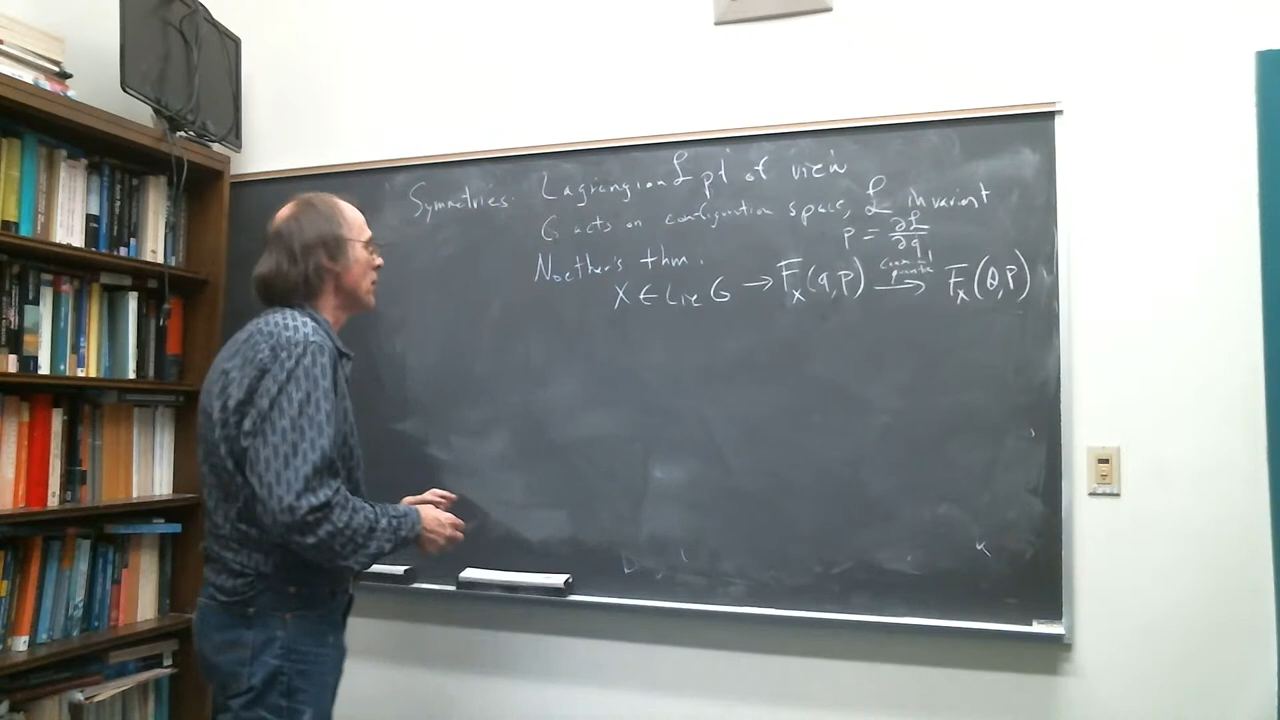 Symmetries: Lagrangian ℒ pt of view
G acts on configuration space, ℒ invariant
p = ∂ℒ/∂q̇
Noether's thm.
X ∈ Lie G → F_X(q,p) → F_X(Q,P)